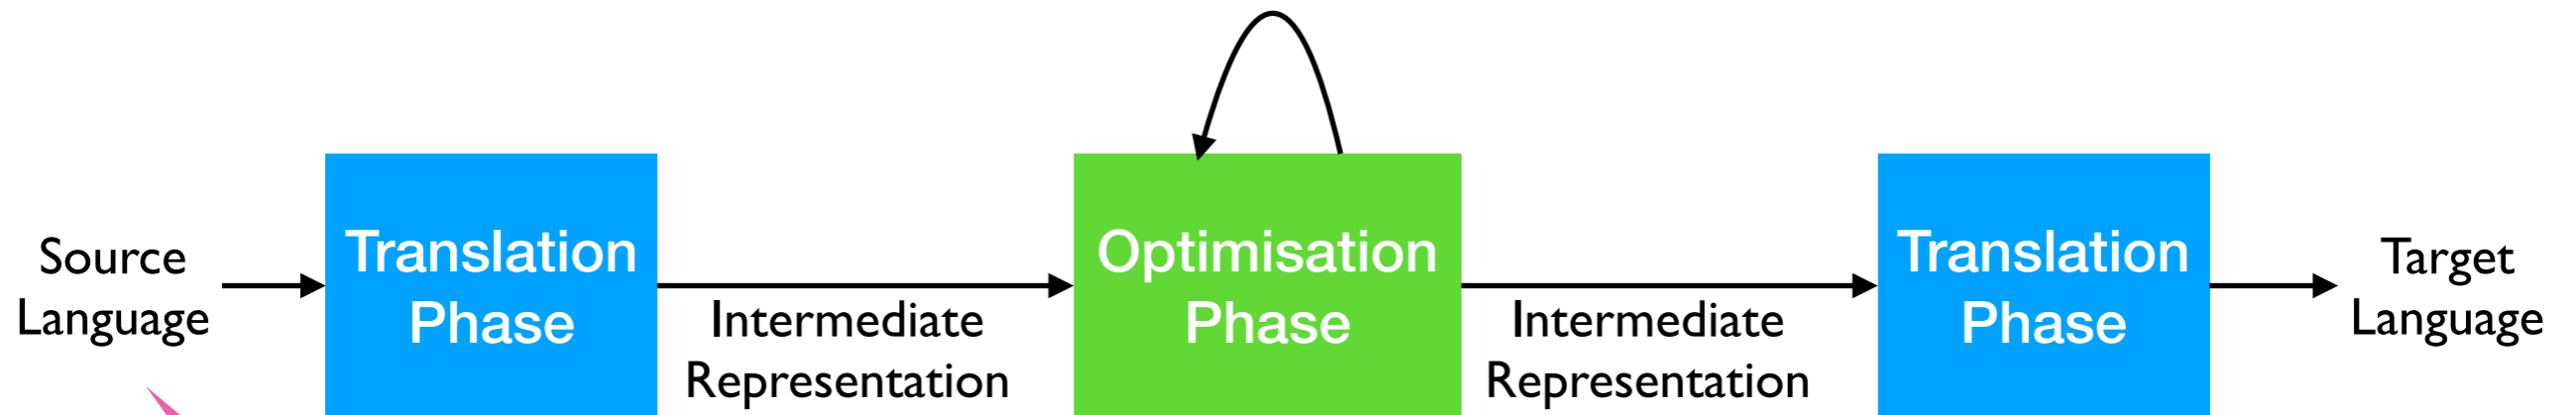 Source
Language
Translation
Phase
Intermediate
Representation
Optimisation
Phase
Intermediate
Representation
Translation
Phase
Target
Language